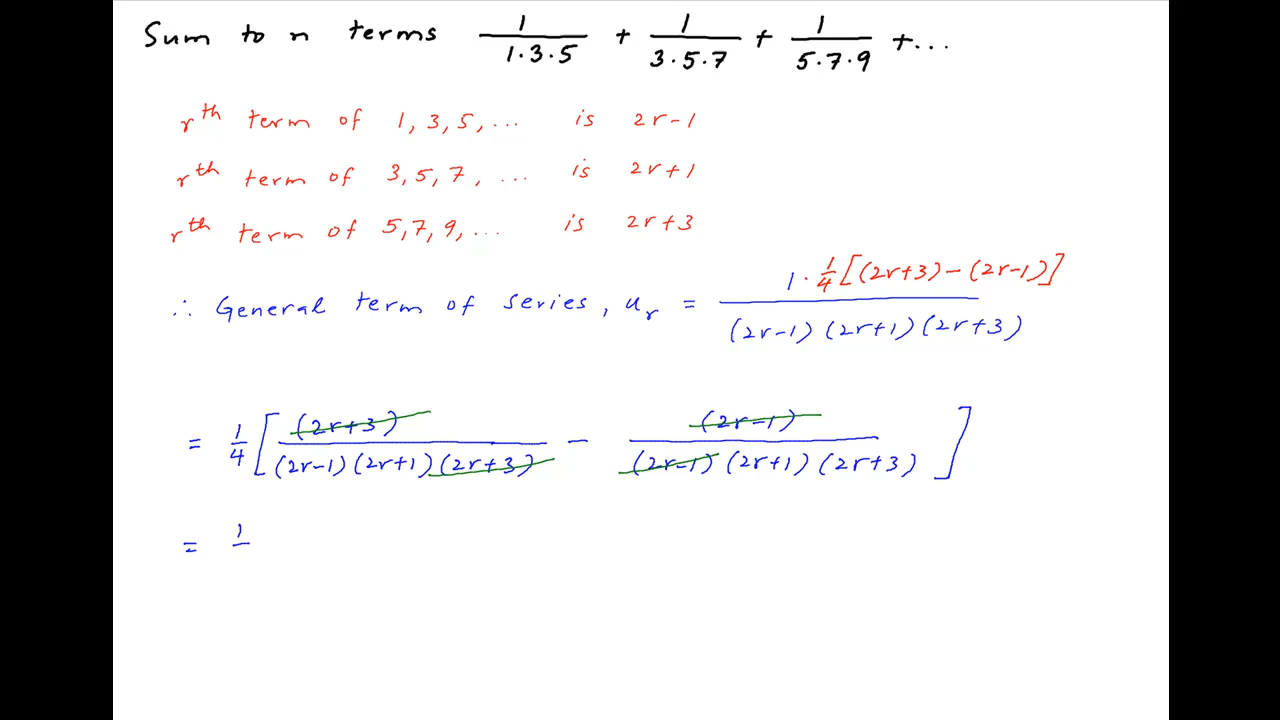 Sum to n terms 1/(1·3·5) + 1/(3·5·7) + 1/(5·7·9) + ...
rth term of 1, 3, 5, ... is 2r-1
rth term of 3, 5, 7, ... is 2r+1
rth term of 5, 7, 9, ... is 2r+3
∴ General term of series, u_r = 1 · 1/4 [(2r+3) - (2r-1)] / (2r-1)(2r+1)(2r+3)
= 1/4 [ (2r+3) / (2r-1)(2r+1)(2r+3) - (2r-1) / (2r-1)(2r+1)(2r+3) ]
= 1/